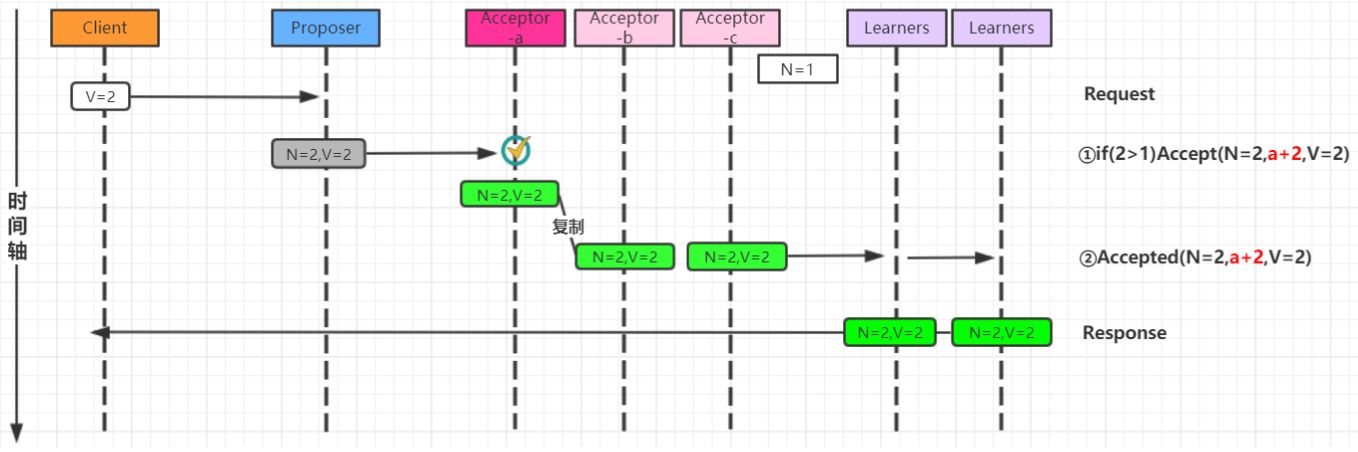 Client
Proposer
Acceptor
-a
Acceptor
-b
Acceptor
-c
Learners
Learners
N=1
V=2
Request
N=2,V=2
①if(2>1)Accept(N=2,a+2,V=2)
N=2,V=2
时
间
轴
复制
N=2,V=2
N=2,V=2
②Accepted(N=2,a+2,V=2)
N=2,V=2
N=2,V=2
Response